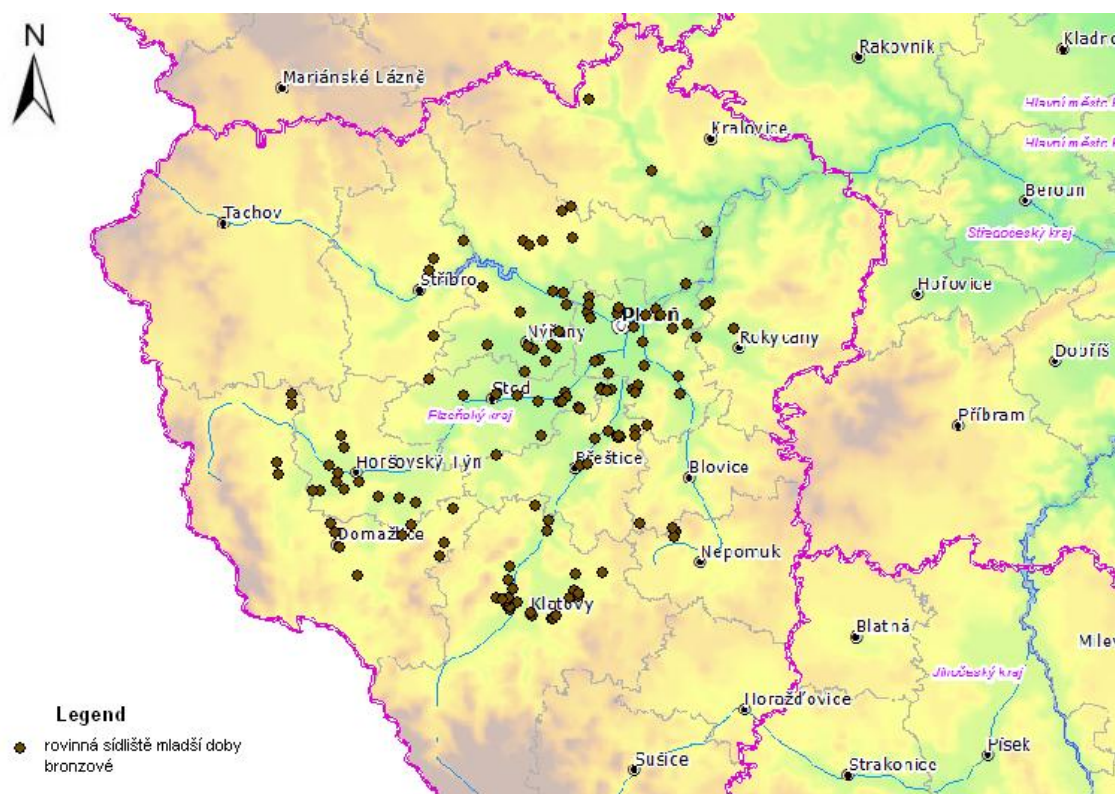 N
Rakovník
Kladno
Mariánské Lázně
Hlavní město
Kralovice
Hlavní město
Beroun
Tachov
Středočeský kraj
Stříbro
Hořovice
Plzeň
Nýřany
Rokycany
Dobříš
Stod
Plzeňský kraj
Příbram
Horšovský Týn
Přeštice
Blovice
Domažlice
Nepomuk
Klatovy
Blatná
Milev
Jihočeský kraj
Legend
Horažďovice
rovinná sídliště mladší doby
bronzové
Sušice
Písek
Strakonice